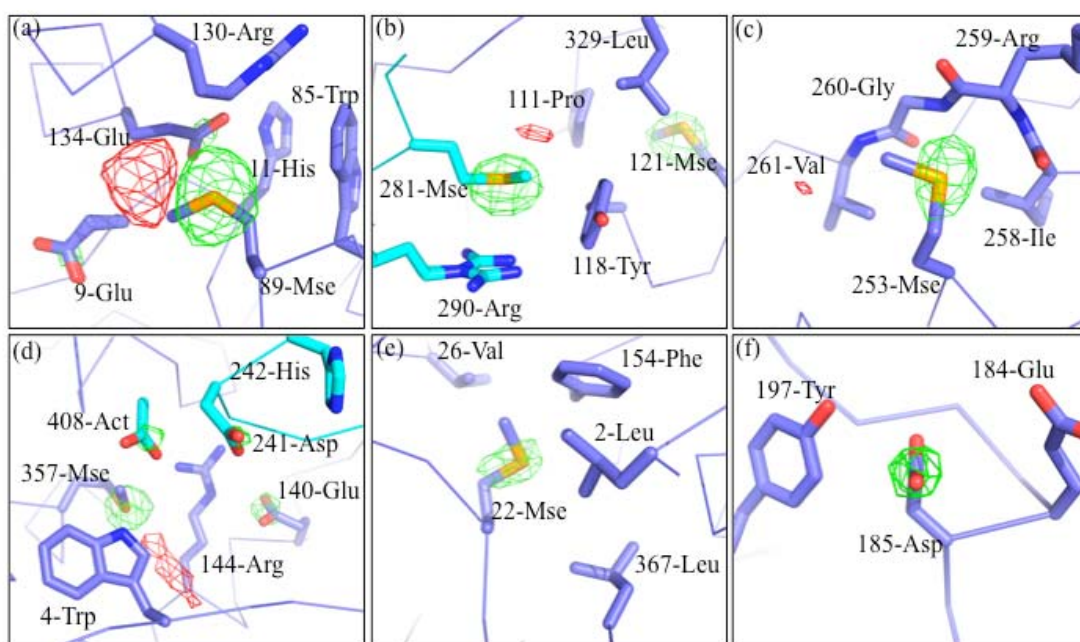 (a)
130-Arg
85-Trp
134-Glu
11-His
9-Glu
89-Mse
(b)
329-Leu
111-Pro
281-Mse
121-Mse
118-Tyr
290-Arg
(c)
259-Arg
260-Gly
261-Val
258-Ile
253-Mse
(d)
242-His
408-Act
241-Asp
357-Mse
140-Glu
144-Arg
4-Trp
(e)
26-Val
154-Phe
2-Leu
22-Mse
367-Leu
(f)
184-Glu
197-Tyr
185-Asp